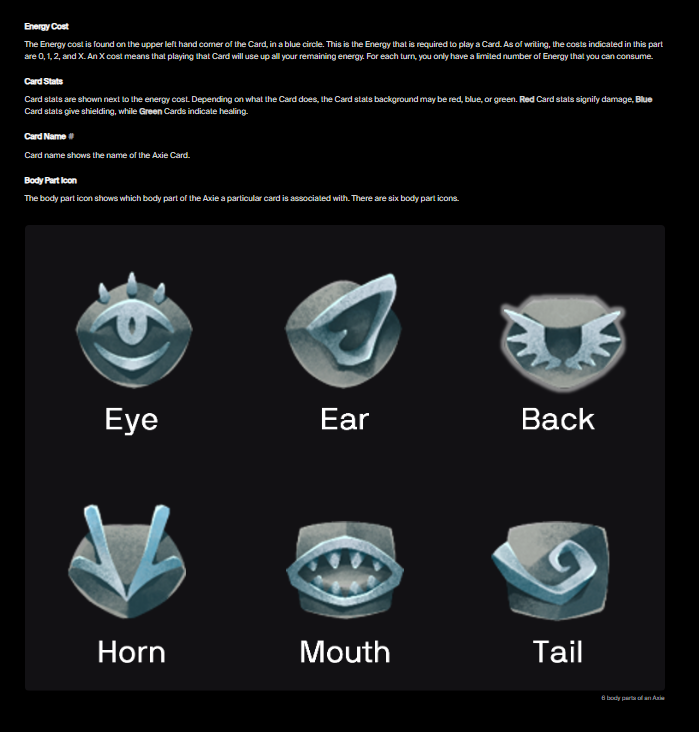 Energy Cost
The Energy cost is found on the upper left hand corner of the Card, in a blue circle. This is the Energy that is required to play a Card. As of writing, the costs indicated in this part
are 0, 1, 2, and X. An X cost means that playing that Card will use up all your remaining energy. For each turn, you only have a limited number of Energy that you can consume.
Card Stats
Card stats are shown next to the energy cost. Depending on what the Card does, the Card stats background may be red, blue, or green. Red Card stats signify damage, Blue
Card stats give shielding, while Green Cards indicate healing.
Card Name #
Card name shows the name of the Axie Card.
Body Part Icon
The body part icon shows which body part of the Axie a particular card is associated with. There are six body part icons.
Eye
Ear
Back
Horn
Mouth
Tail
6 body parts of an Axie